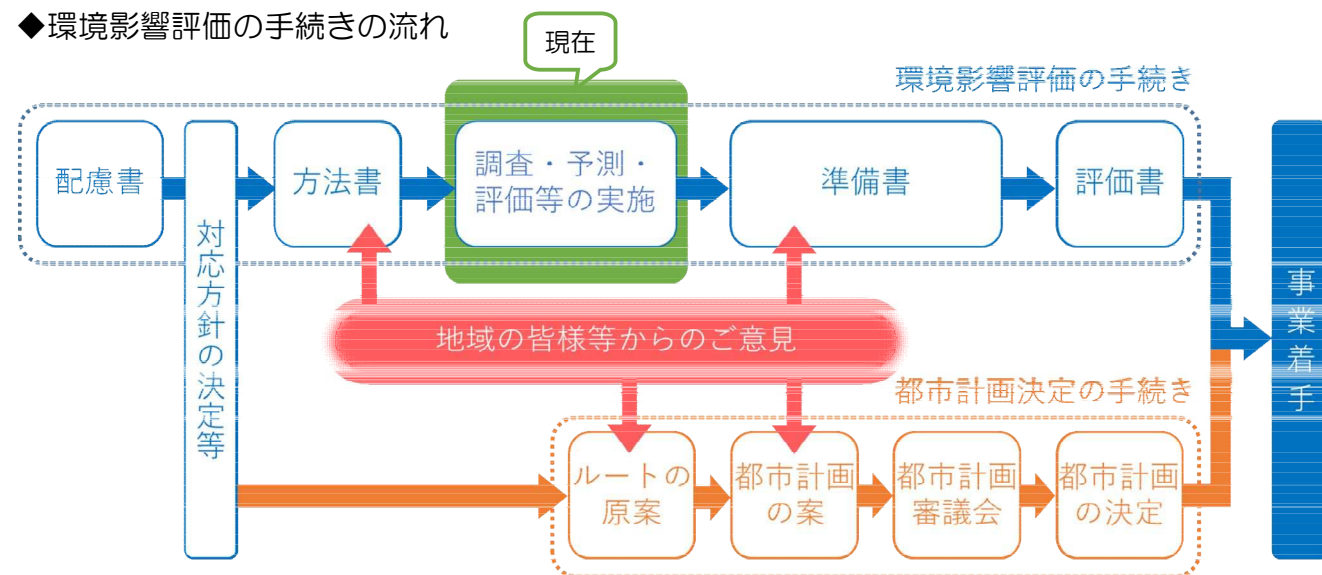 ◆環境影響評価の手続きの流れ
現在
環境影響評価の手続き
配慮書
対応方針の決定等
方法書
調査・予測・
評価等の実施
準備書
評価書
地域の皆様等からのご意見
都市計画決定の手続き
ルートの
原案
都市計画
の案
都市計画
審議会
都市計画
の決定
事業着手